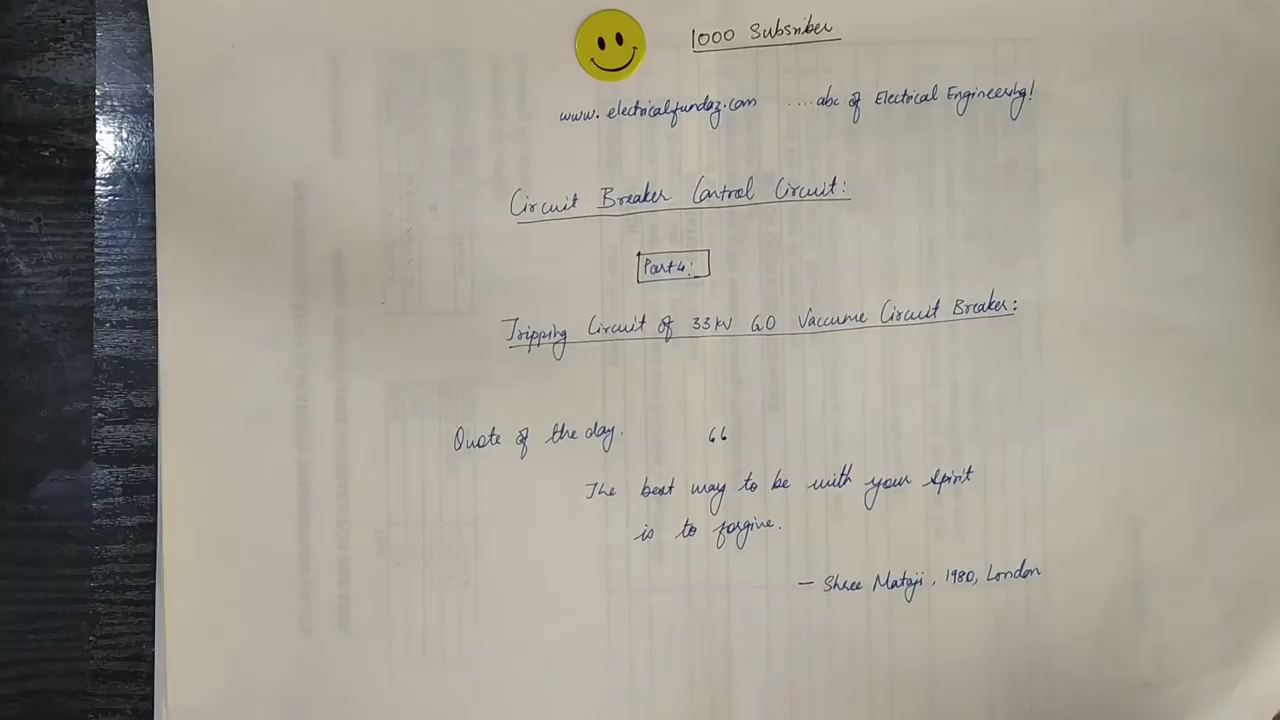 1000 Subsriber
www.electricalfundaz.com ....abc of Electrical Engineering!
Circuit Breaker Control Circuit:
Part4:
Tripping Circuit of 33kV GO Vaccume Circuit Breaker:
Quote of the day. "
The best way to be with your spirit
is to forgive.
— Shree Mataji, 1980, London